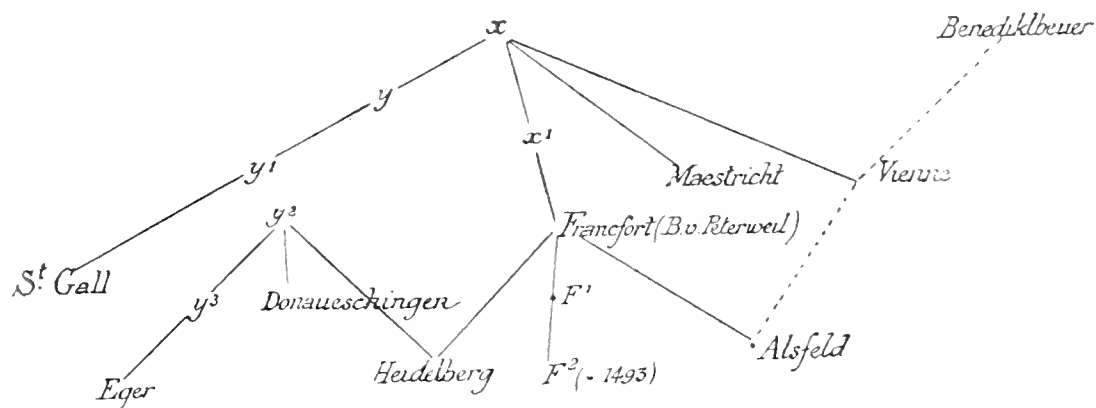 x
Benediktbeuer
y
x¹
y¹
Maestricht
Vienne
y²
Francfort (B. v. Peterweil)
Sᵗ Gall
y³
Donaueschingen
F¹
Heidelberg
F² (- 1493)
Alsfeld
Eger